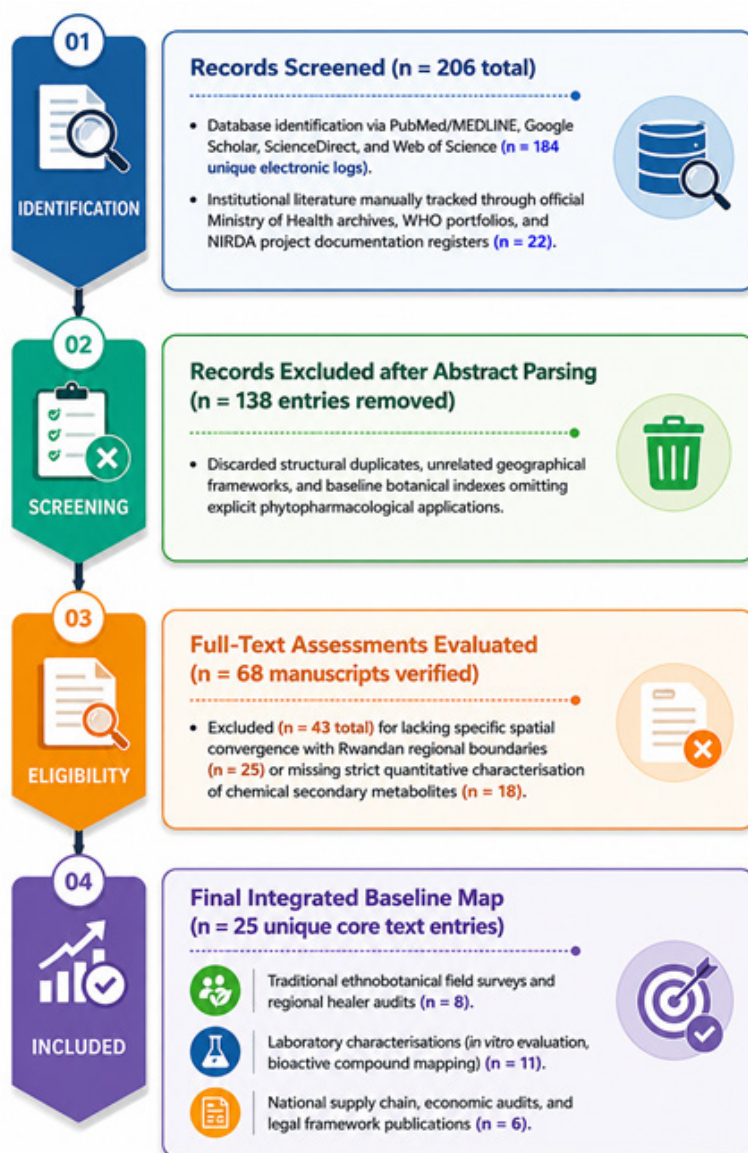 01
IDENTIFICATION
Records Screened (n = 206 total)
• Database identification via PubMed/MEDLINE, Google
Scholar, ScienceDirect, and Web of Science (n = 184
unique electronic logs).
• Institutional literature manually tracked through official
Ministry of Health archives, WHO portfolios, and
NIRDA project documentation registers (n = 22).
02
SCREENING
Records Excluded after Abstract Parsing
(n = 138 entries removed)
• Discarded structural duplicates, unrelated geographical
frameworks, and baseline botanical indexes omitting
explicit phytopharmacological applications.
03
ELIGIBILITY
Full-Text Assessments Evaluated
(n = 68 manuscripts verified)
• Excluded (n = 43 total) for lacking specific spatial
convergence with Rwandan regional boundaries
(n = 25) or missing strict quantitative characterisation
of chemical secondary metabolites (n = 18).
04
INCLUDED
Final Integrated Baseline Map
(n = 25 unique core text entries)
Traditional ethnobotanical field surveys and
regional healer audits (n = 8).
Laboratory characterisations (in vitro evaluation,
bioactive compound mapping) (n = 11).
National supply chain, economic audits, and
legal framework publications (n = 6).